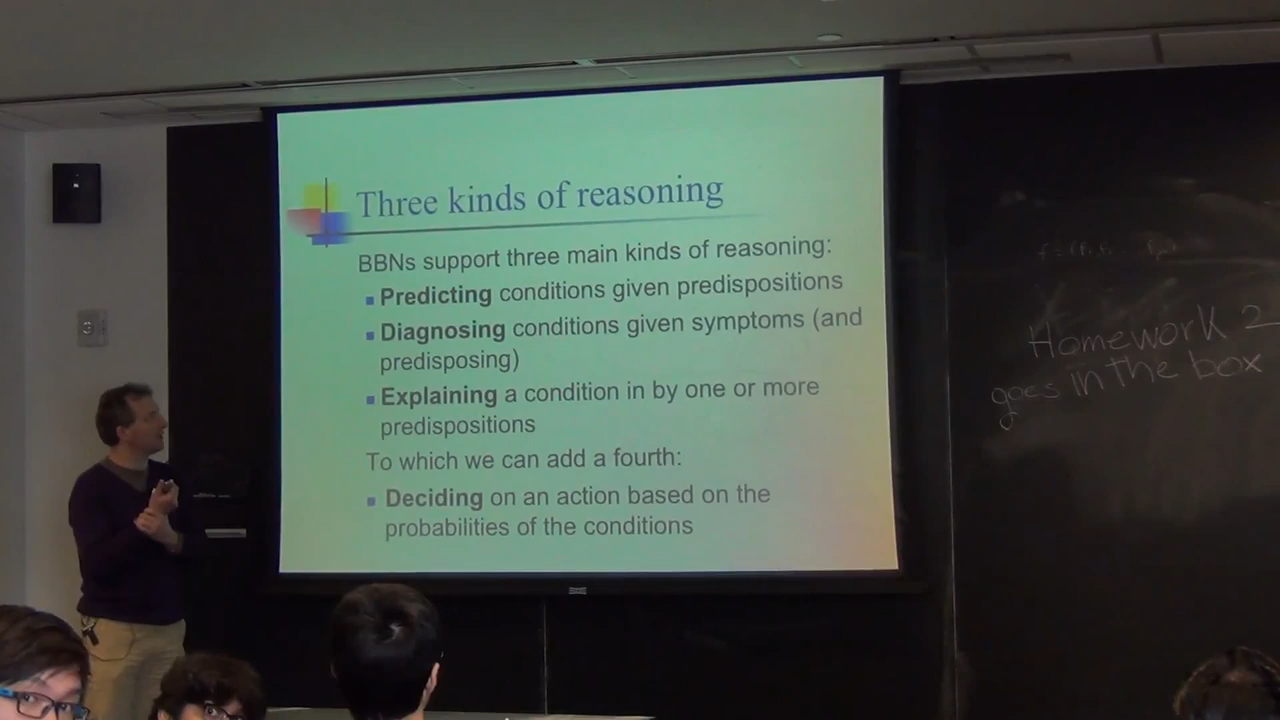 Three kinds of reasoning
BBNs support three main kinds of reasoning:
Predicting conditions given predispositions
Diagnosing conditions given symptoms (and
predisposing)
Explaining a condition in by one or more
predispositions
To which we can add a fourth:
Deciding on an action based on the
probabilities of the conditions
Homework 2
goes in the box